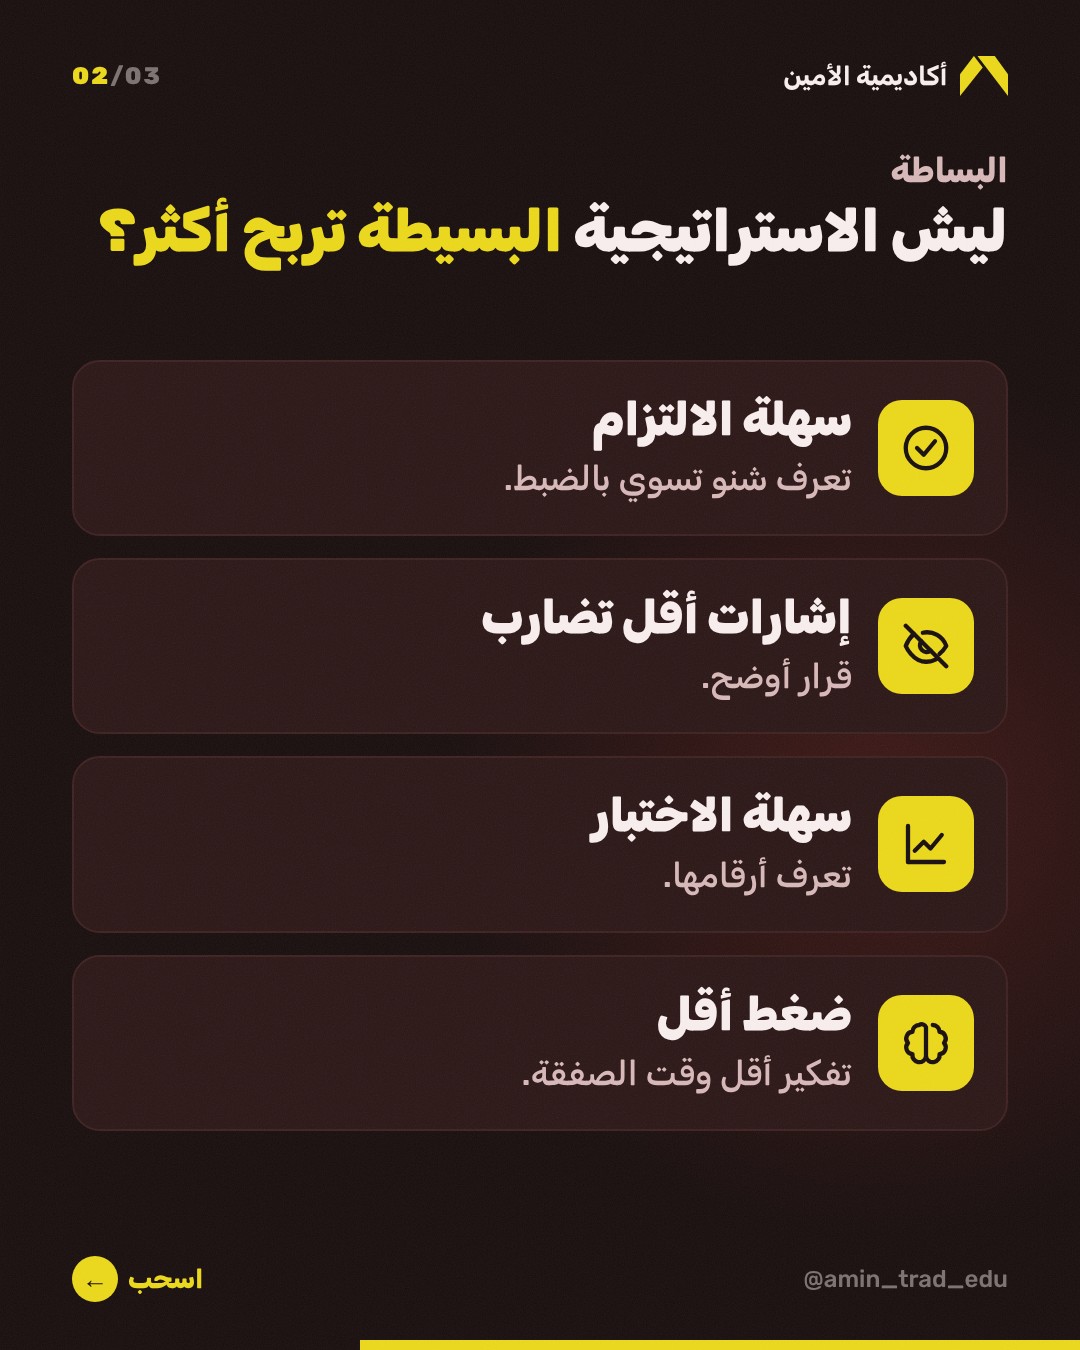 أكاديمية الأمين
02/03
البساطة
ليش الاستراتيجية البسيطة تربح أكثر؟
سهلة الالتزام
تعرف شنو تسوي بالضبط.
إشارات أقل تضارب
قرار أوضح.
سهلة الاختبار
تعرف أرقامها.
ضغط أقل
تفكير أقل وقت الصفقة.
@amin_trad_edu
اسحب ←